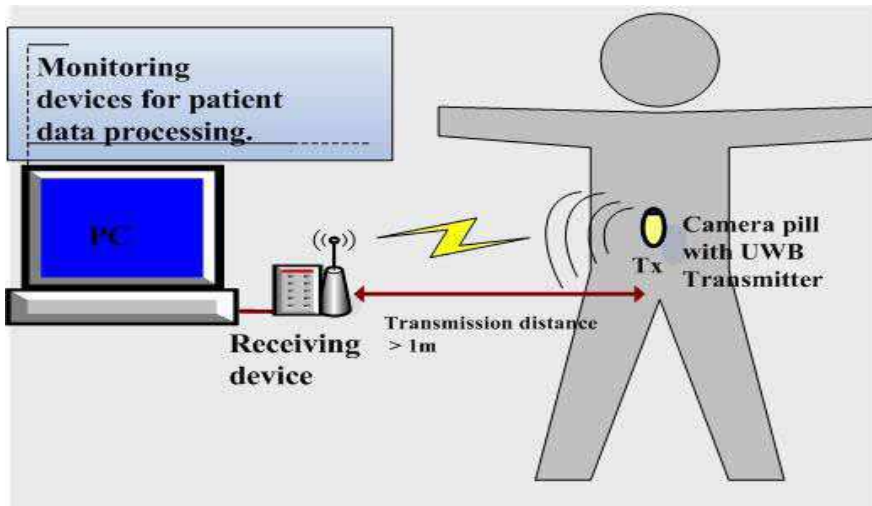 Monitoring
devices for patient
data processing.
PC
Camera pill
with UWB
Transmitter
Tx
Transmission distance
> 1m
Receiving
device